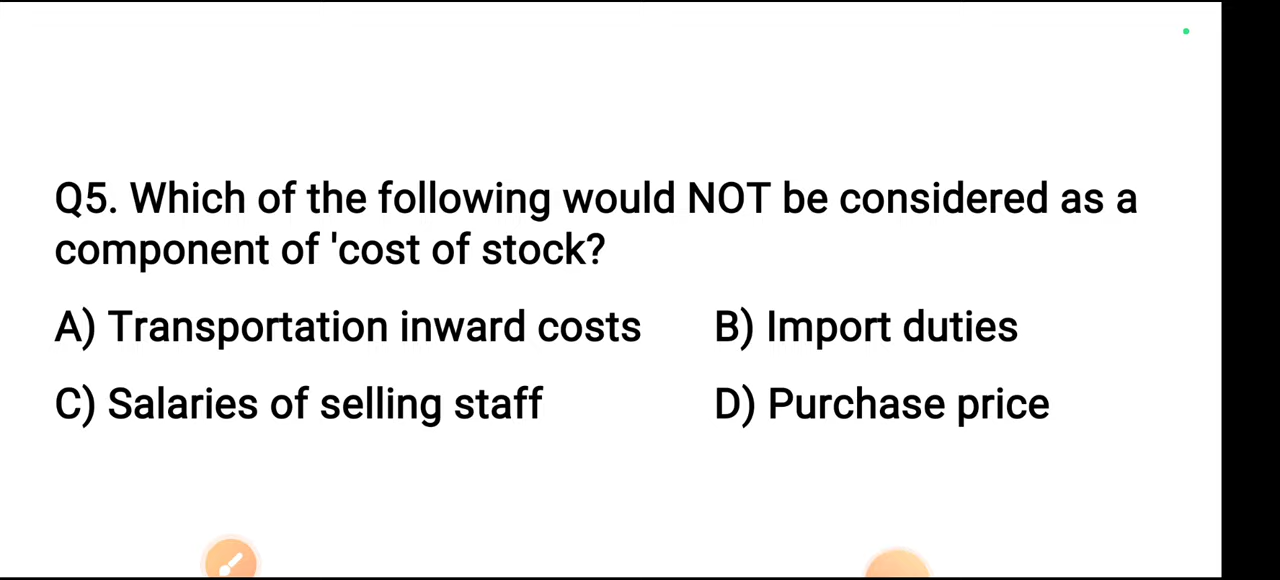 Q5. Which of the following would NOT be considered as a
component of 'cost of stock?
A) Transportation inward costs B) Import duties
C) Salaries of selling staff D) Purchase price